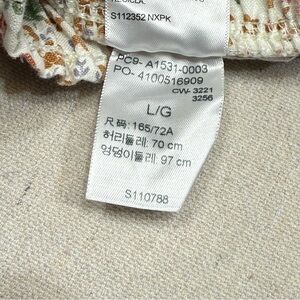 S112352 NXPK
PC9- A1531-0003
PO- 4100516909
CW- 3221
3256
L/G
尺码: 165/72A
허리둘레: 70 cm
엉덩이둘레: 97 cm
S110788